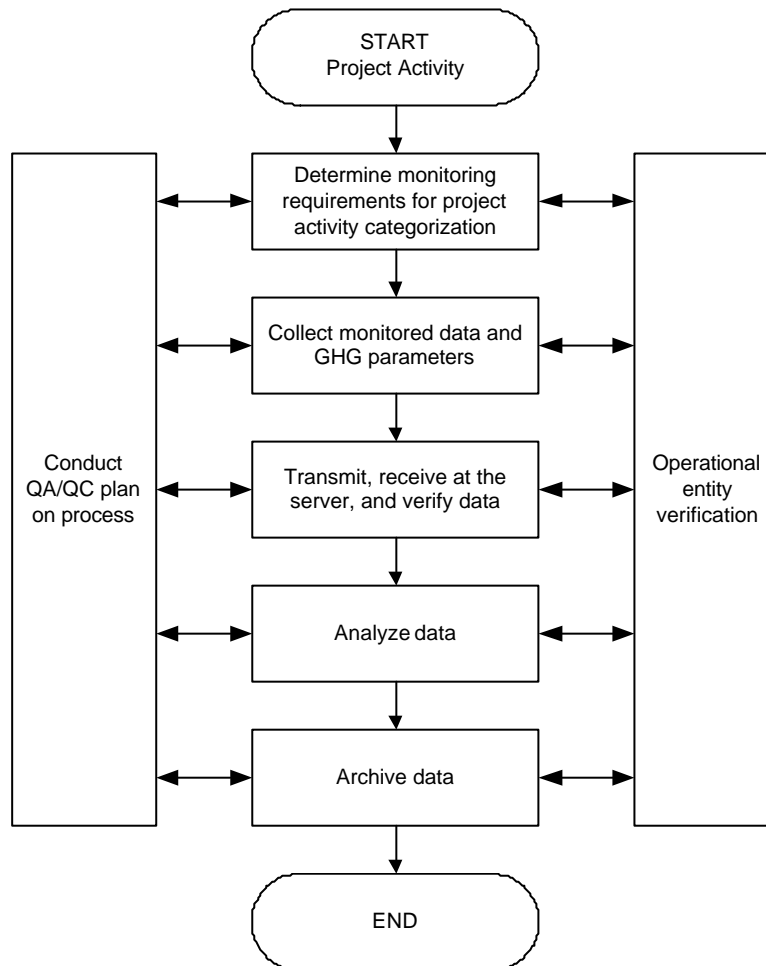 START
Project Activity
Determine monitoring
requirements for project
activity categorization
Collect monitored data and
GHG parameters
Conduct
QA/QC plan
on process
Transmit, receive at the
server, and verify data
Operational
entity
verification
Analyze data
Archive data
END